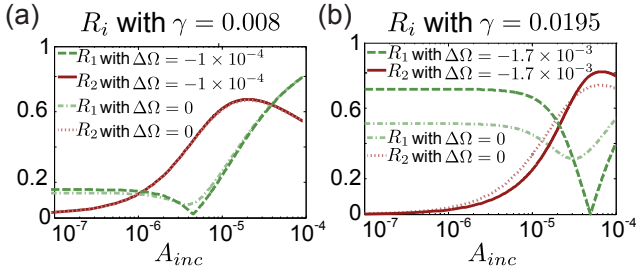 (a) R_i with γ = 0.008
1
0.6
0.2
0
R_1 with ΔΩ = −1 × 10^−4
R_2 with ΔΩ = −1 × 10^−4
R_1 with ΔΩ = 0
R_2 with ΔΩ = 0
10^-7 10^-6 10^-5 10^-4
A_inc
(b) R_i with γ = 0.0195
1
0.6
0.2
0
R_1 with ΔΩ = −1.7 × 10^−3
R_2 with ΔΩ = −1.7 × 10^−3
R_1 with ΔΩ = 0
R_2 with ΔΩ = 0
10^-7 10^-6 10^-5 10^-4
A_inc